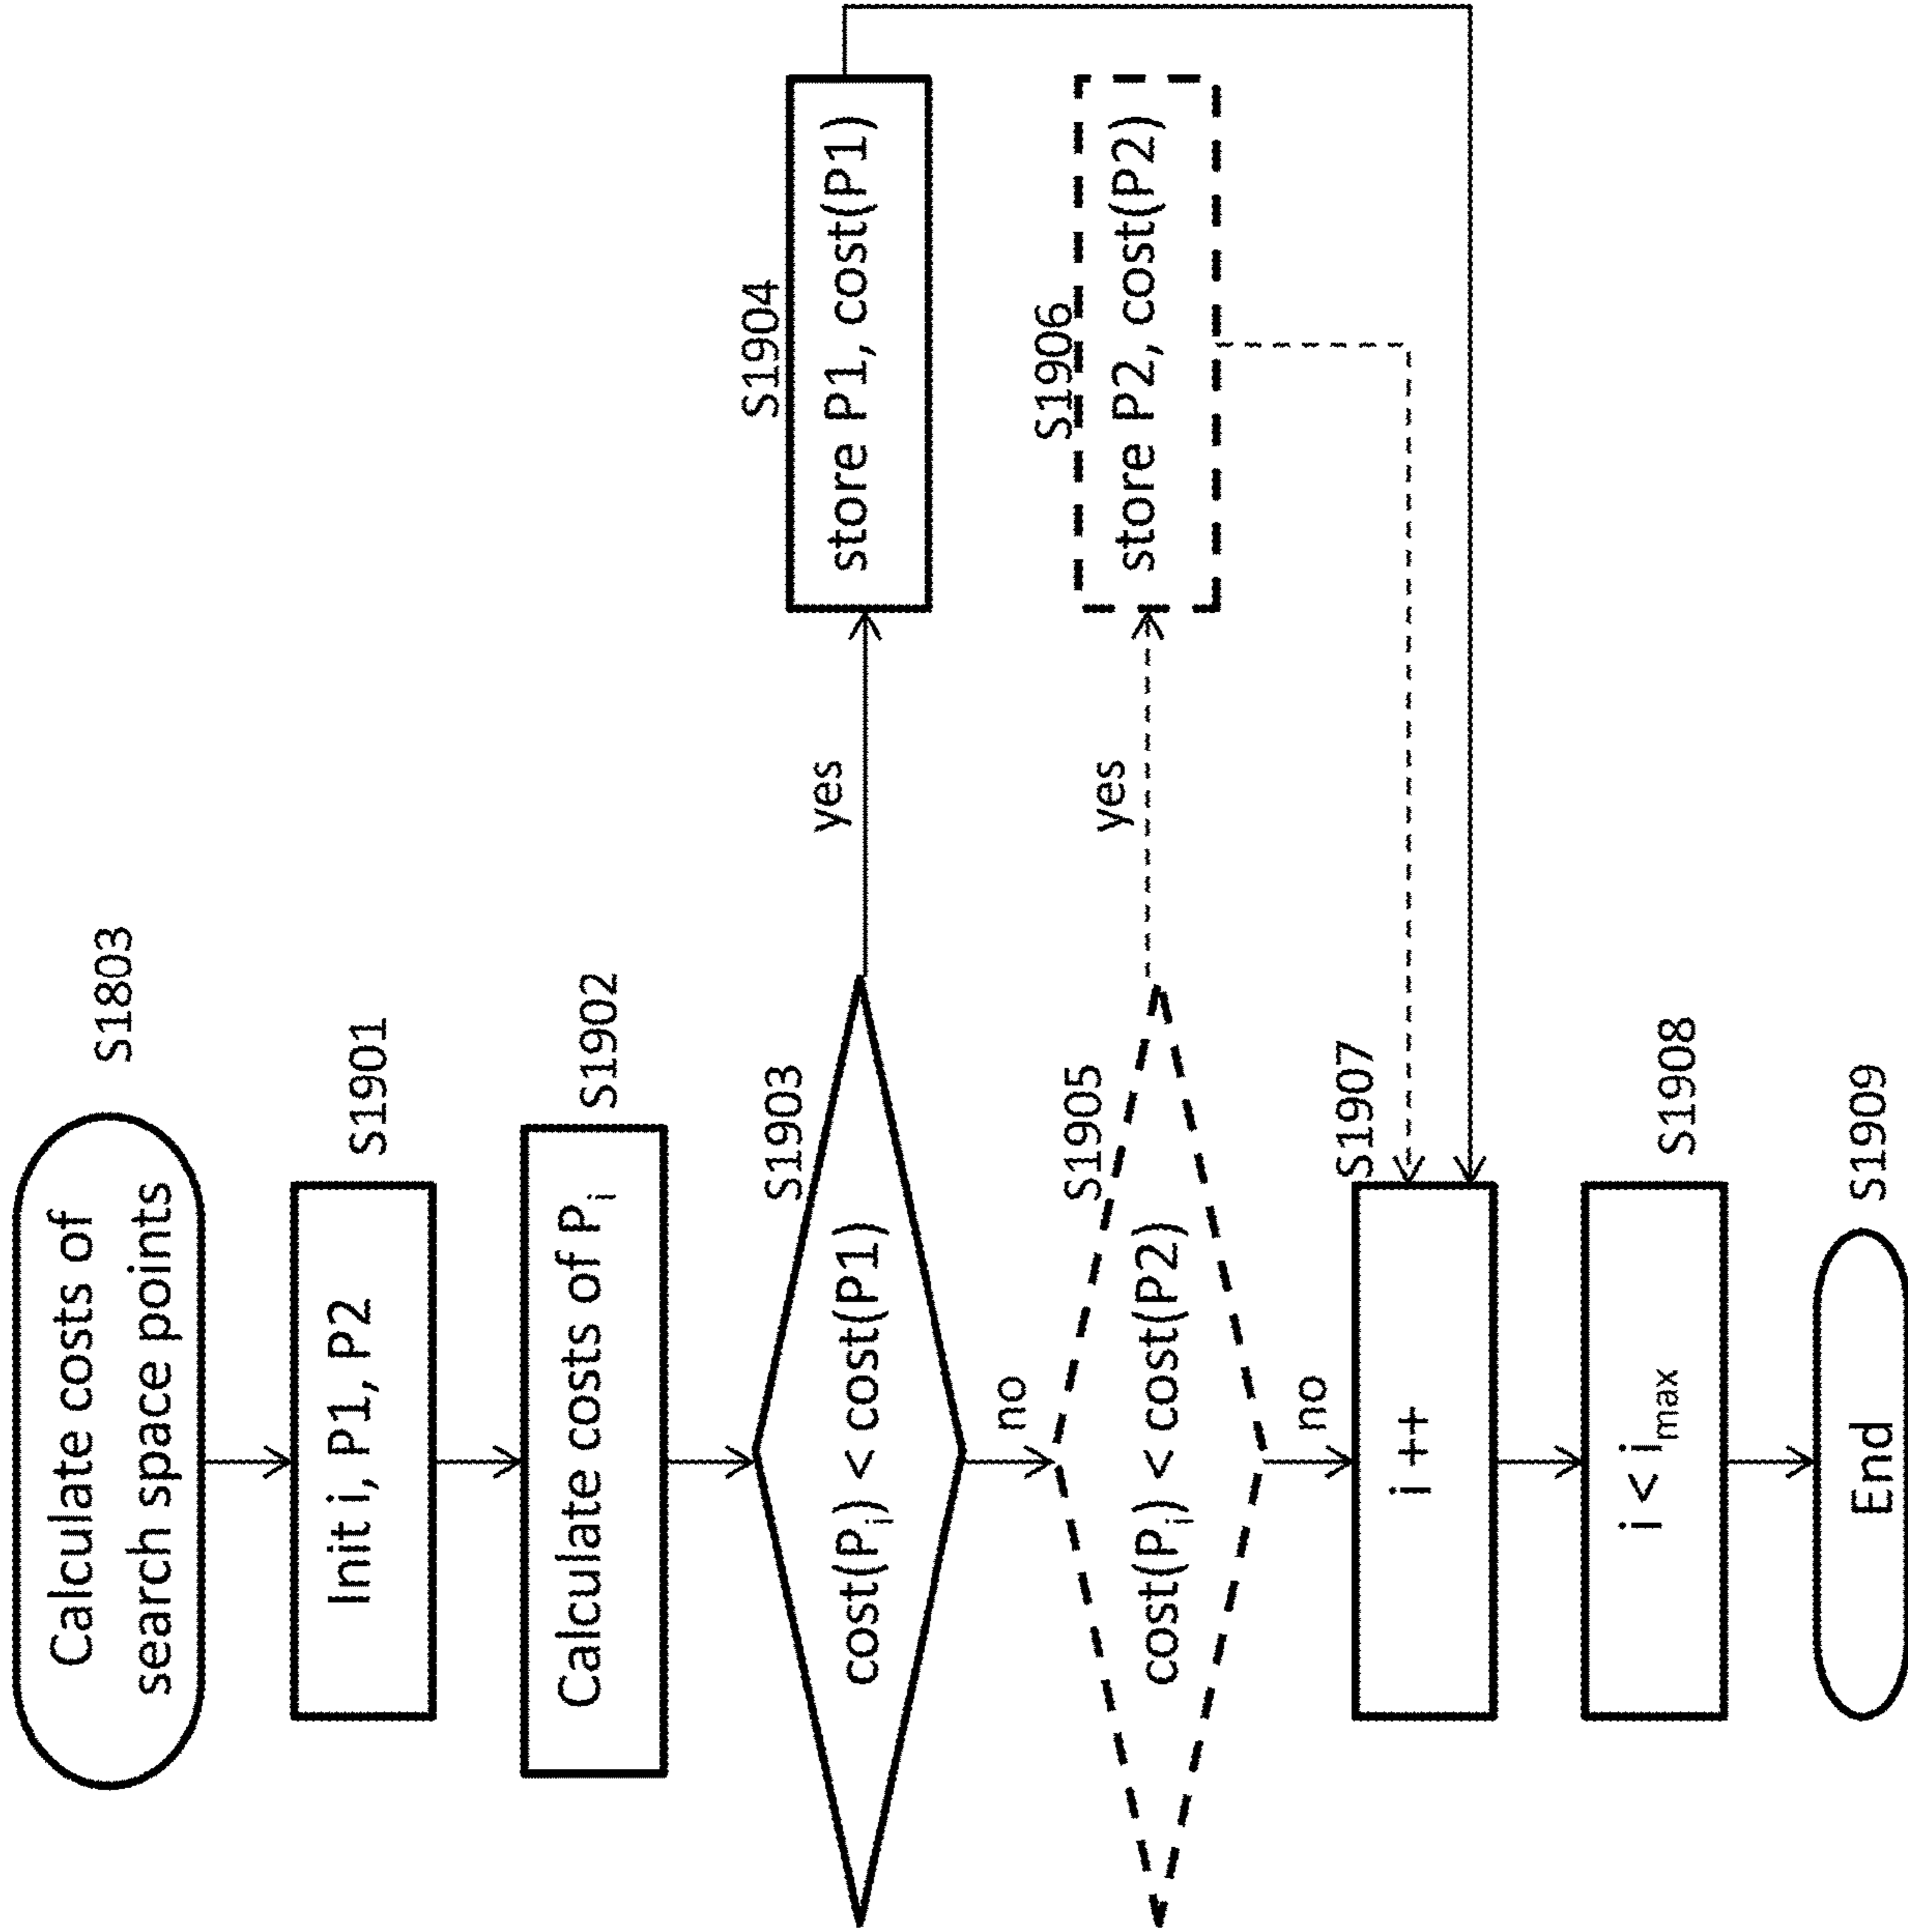 Calculate costs of
search space points
S1803
Init i, P1, P2
S1901
Calculate costs of Pi
S1902
cost(Pi) < cost(P1)
S1903
yes
store P1, cost(P1)
S1904
no
cost(Pi) < cost(P2)
S1905
yes
store P2, cost(P2)
S1906
no
i ++
S1907
i < imax
S1908
End
S1909